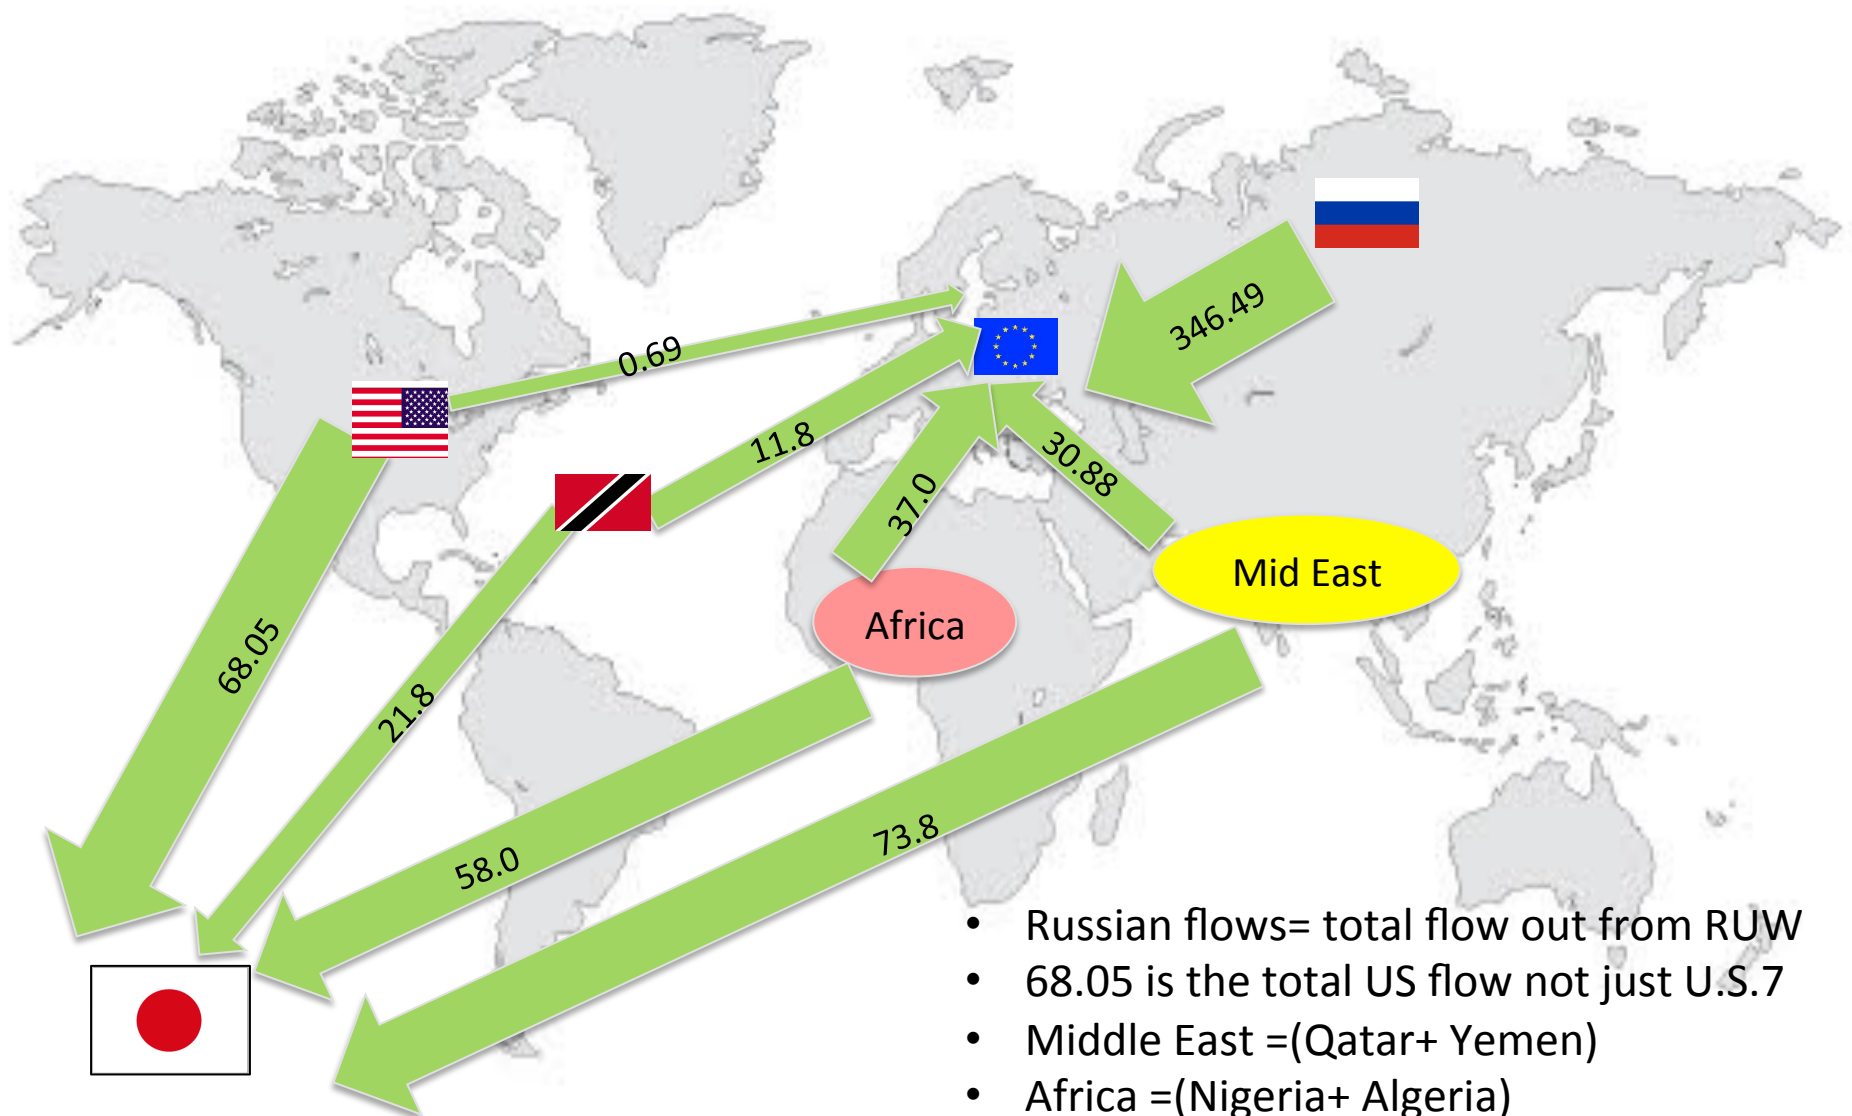 346.49
0.69
11.8
30.88
37.0
Mid East
Africa
68.05
21.8
73.8
58.0
• Russian flows= total flow out from RUW
• 68.05 is the total US flow not just U.S.7
• Middle East =(Qatar+ Yemen)
• Africa =(Nigeria+ Algeria)